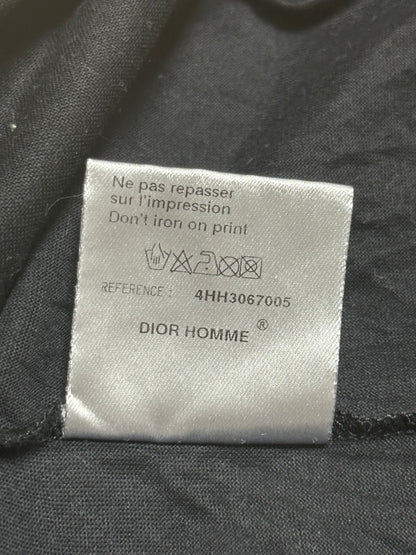 Ne pas repasser
sur l'impression
Don't iron on print
REFERENCE : 4HH3067005
DIOR HOMME ®